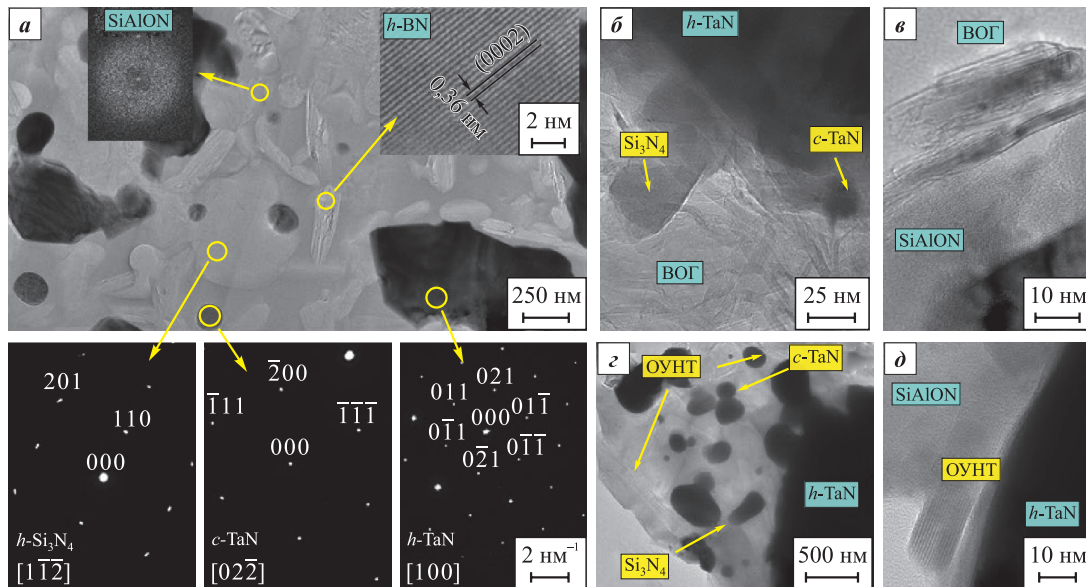 а
SiAlON
h-BN
(0002)
0,36 нм
2 нм
250 нм
201
110
000
h-Si₃N₄
[11̅2̅]
2̅00
1̅11
1̅1̅1̅
000
c-TaN
[022̅]
021
011
000
011̅
01̅1
01̅1̅
02̅1
h-TaN
[100]
2 нм⁻¹
б
h-TaN
Si₃N₄
c-TaN
ВОГ
25 нм
в
ВОГ
SiAlON
10 нм
г
ОУНТ
c-TaN
h-TaN
Si₃N₄
500 нм
д
SiAlON
ОУНТ
h-TaN
10 нм